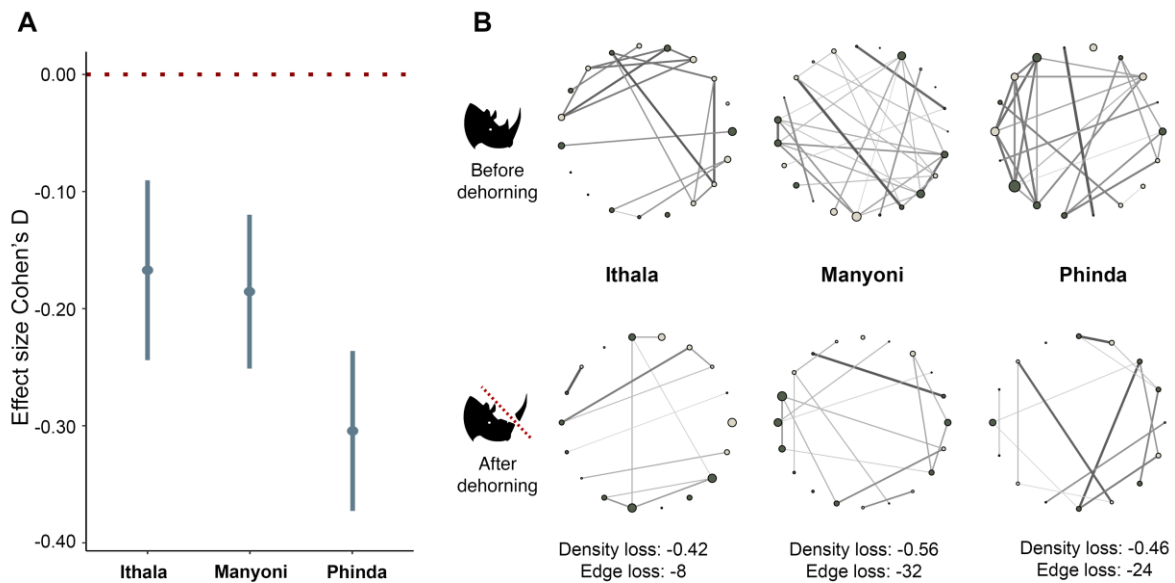 A
Effect size Cohen's D
0.00
-0.10
-0.20
-0.30
-0.40
Ithala Manyoni Phinda
B
Before
dehorning
Ithala Manyoni Phinda
After
dehorning
Density loss: -0.42
Edge loss: -8
Density loss: -0.56
Edge loss: -32
Density loss: -0.46
Edge loss: -24